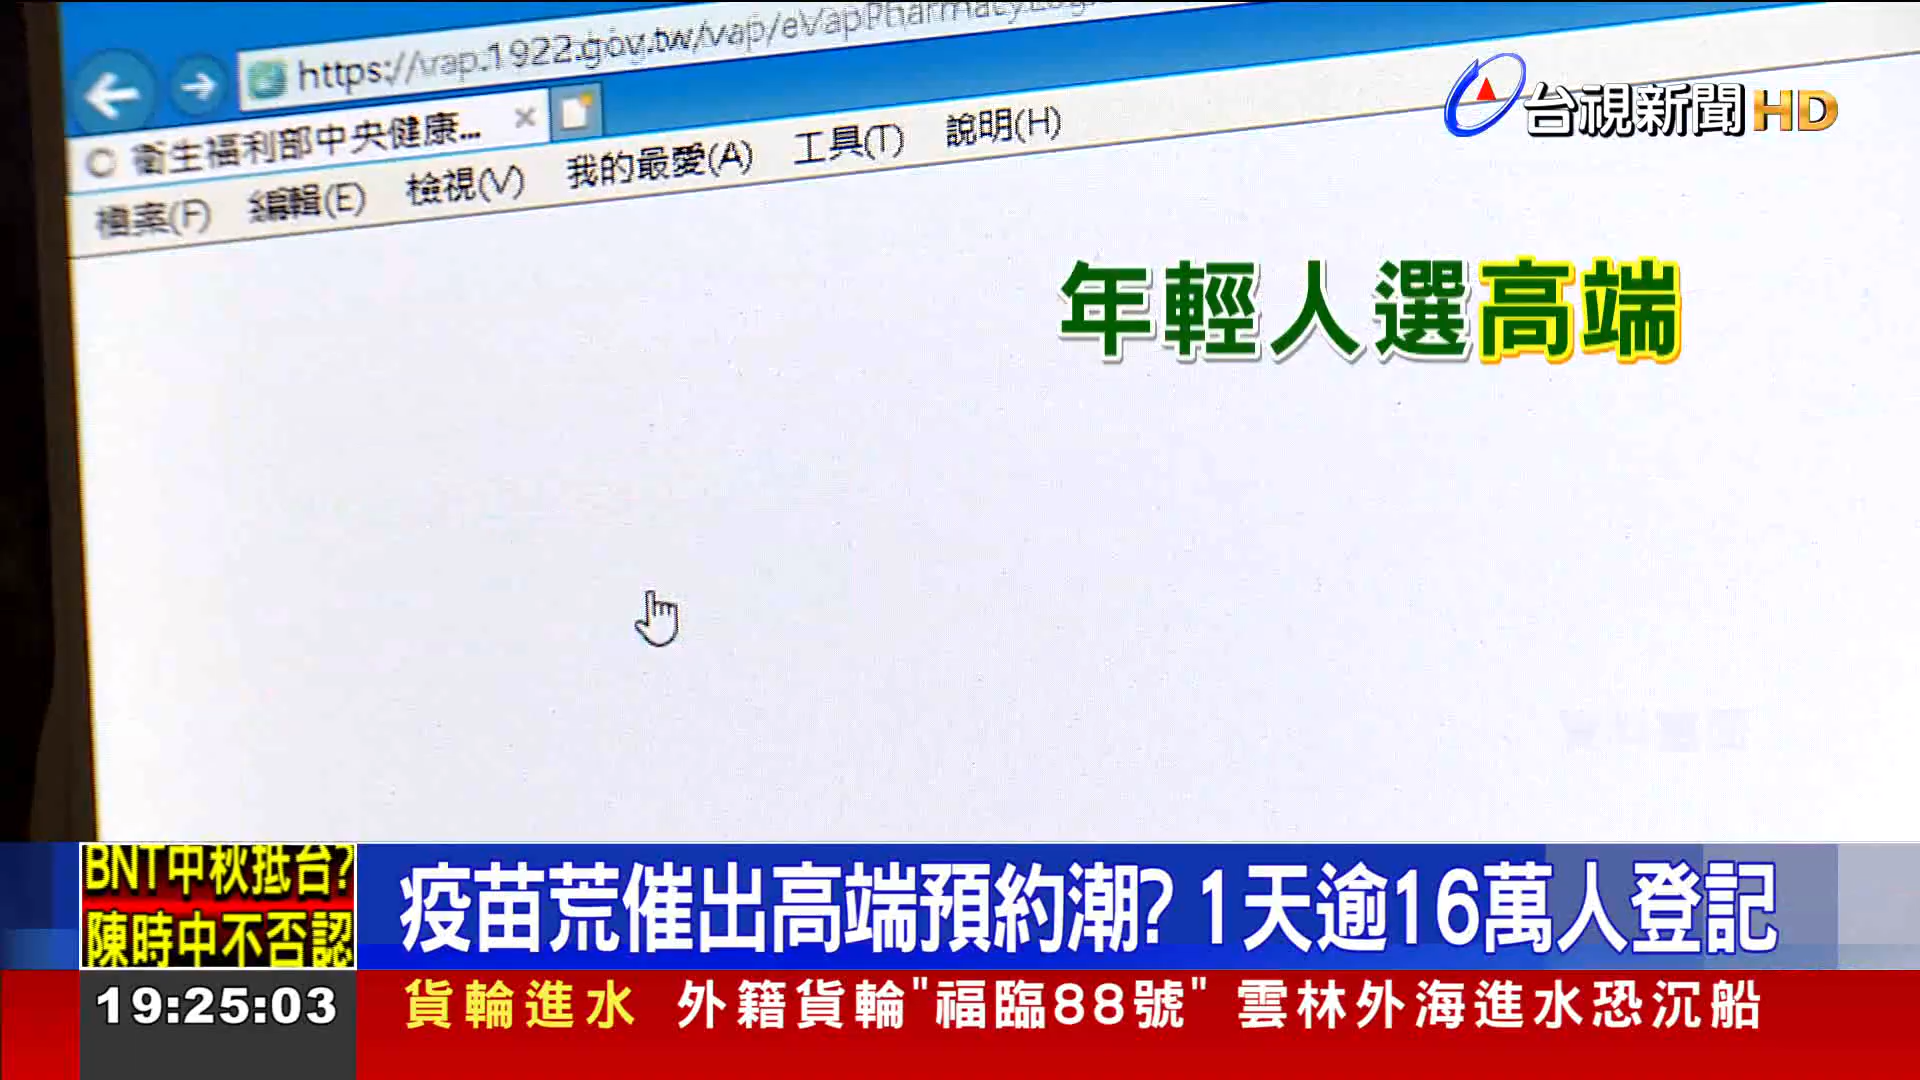 https://vap.1922.gov.tw/vap/eVapPharmacyLog
台視新聞HD
衛生福利部中央健康...
檔案(F) 編輯(E) 檢視(V) 我的最愛(A) 工具(T) 說明(H)
年輕人選高端
BNT中秋抵台?
陳時中不否認
疫苗荒催出高端預約潮? 1天逾16萬人登記
19:25:03
貨輪進水 外籍貨輪"福臨88號" 雲林外海進水恐沉船